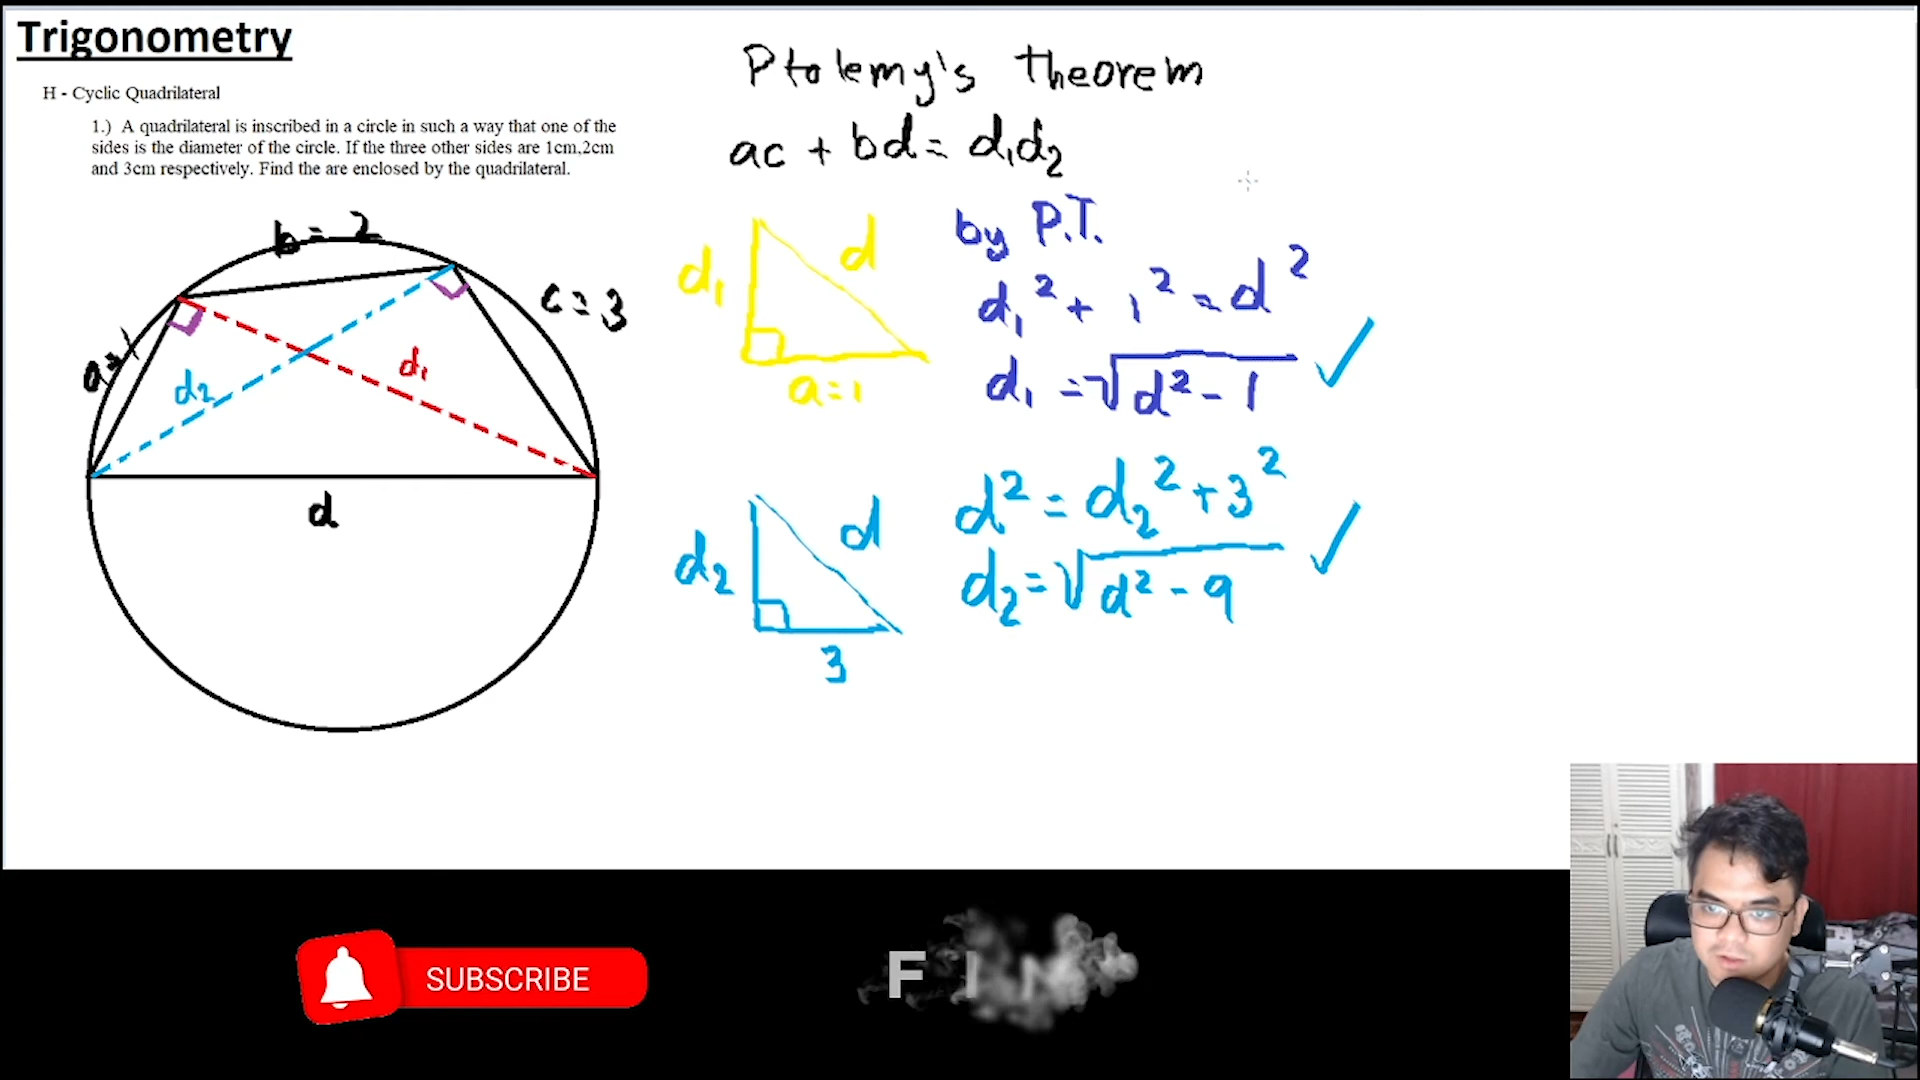 Trigonometry
H - Cyclic Quadrilateral
1.) A quadrilateral is inscribed in a circle in such a way that one of the
sides is the diameter of the circle. If the three other sides are 1cm,2cm
and 3cm respectively. Find the are enclosed by the quadrilateral.
b = 2
c = 3
a = 1
d2
d1
d
Ptolemy's theorem
ac + bd = d₁d₂
d₁
d
a = 1
by P.T.
d₁² + 1² = d²
d₁ = √d² - 1 ✓
d₂
d
3
d² = d₂² + 3²
d₂ = √d² - 9 ✓
SUBSCRIBE
F I N